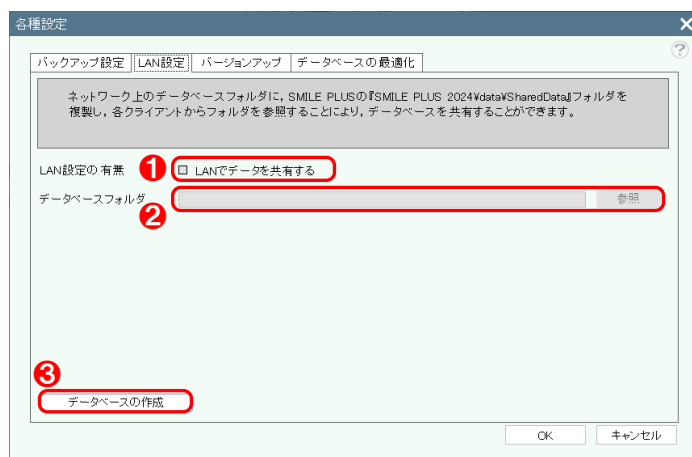 各種設定
×
?
バックアップ設定 LAN設定 バージョンアップ データベースの最適化
ネットワーク上のデータベースフォルダに，SMILE PLUSの『SMILE PLUS 2024¥data¥SharedData』フォルダを
複製し，各クライアントからフォルダを参照することにより，データベースを共有することができます。
LAN設定の有無 ❶ LANでデータを共有する
データベースフォルダ 参照
❷
❸
データベースの作成
OK キャンセル